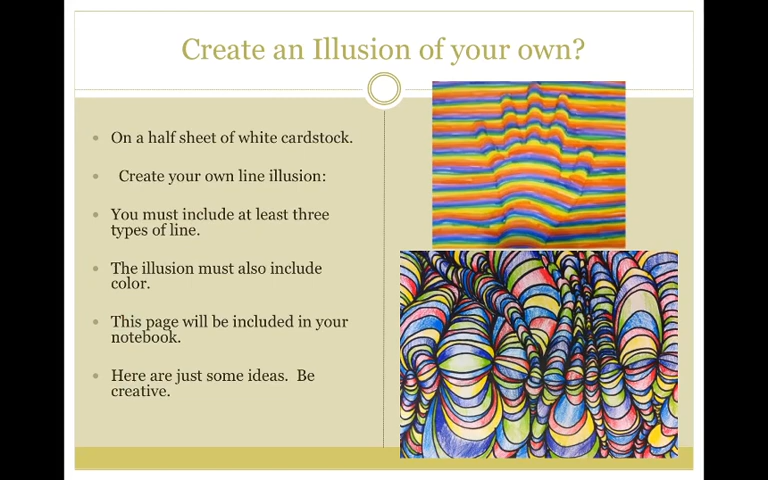 Create an Illusion of your own?
On a half sheet of white cardstock.
Create your own line illusion:
You must include at least three
types of line.
The illusion must also include
color.
This page will be included in your
notebook.
Here are just some ideas.  Be
creative.